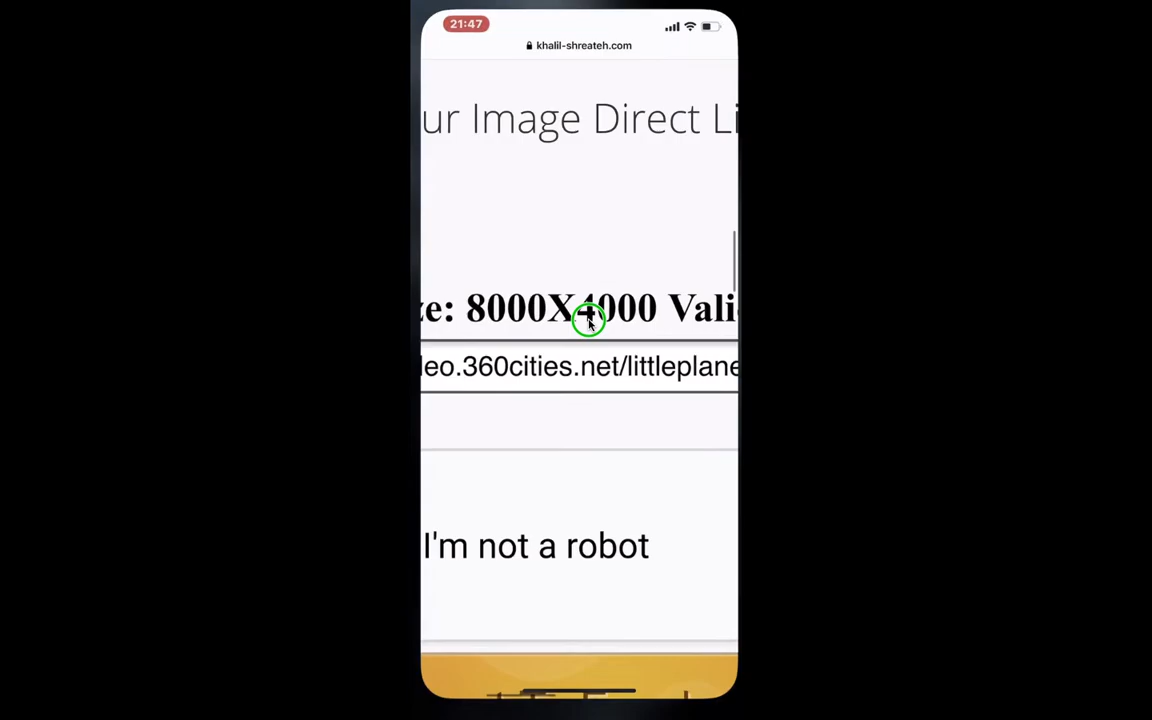 21:47
khalil-shreateh.com
ur Image Direct Li
ze: 8000X4000 Vali
leo.360cities.net/littleplane
I'm not a robot